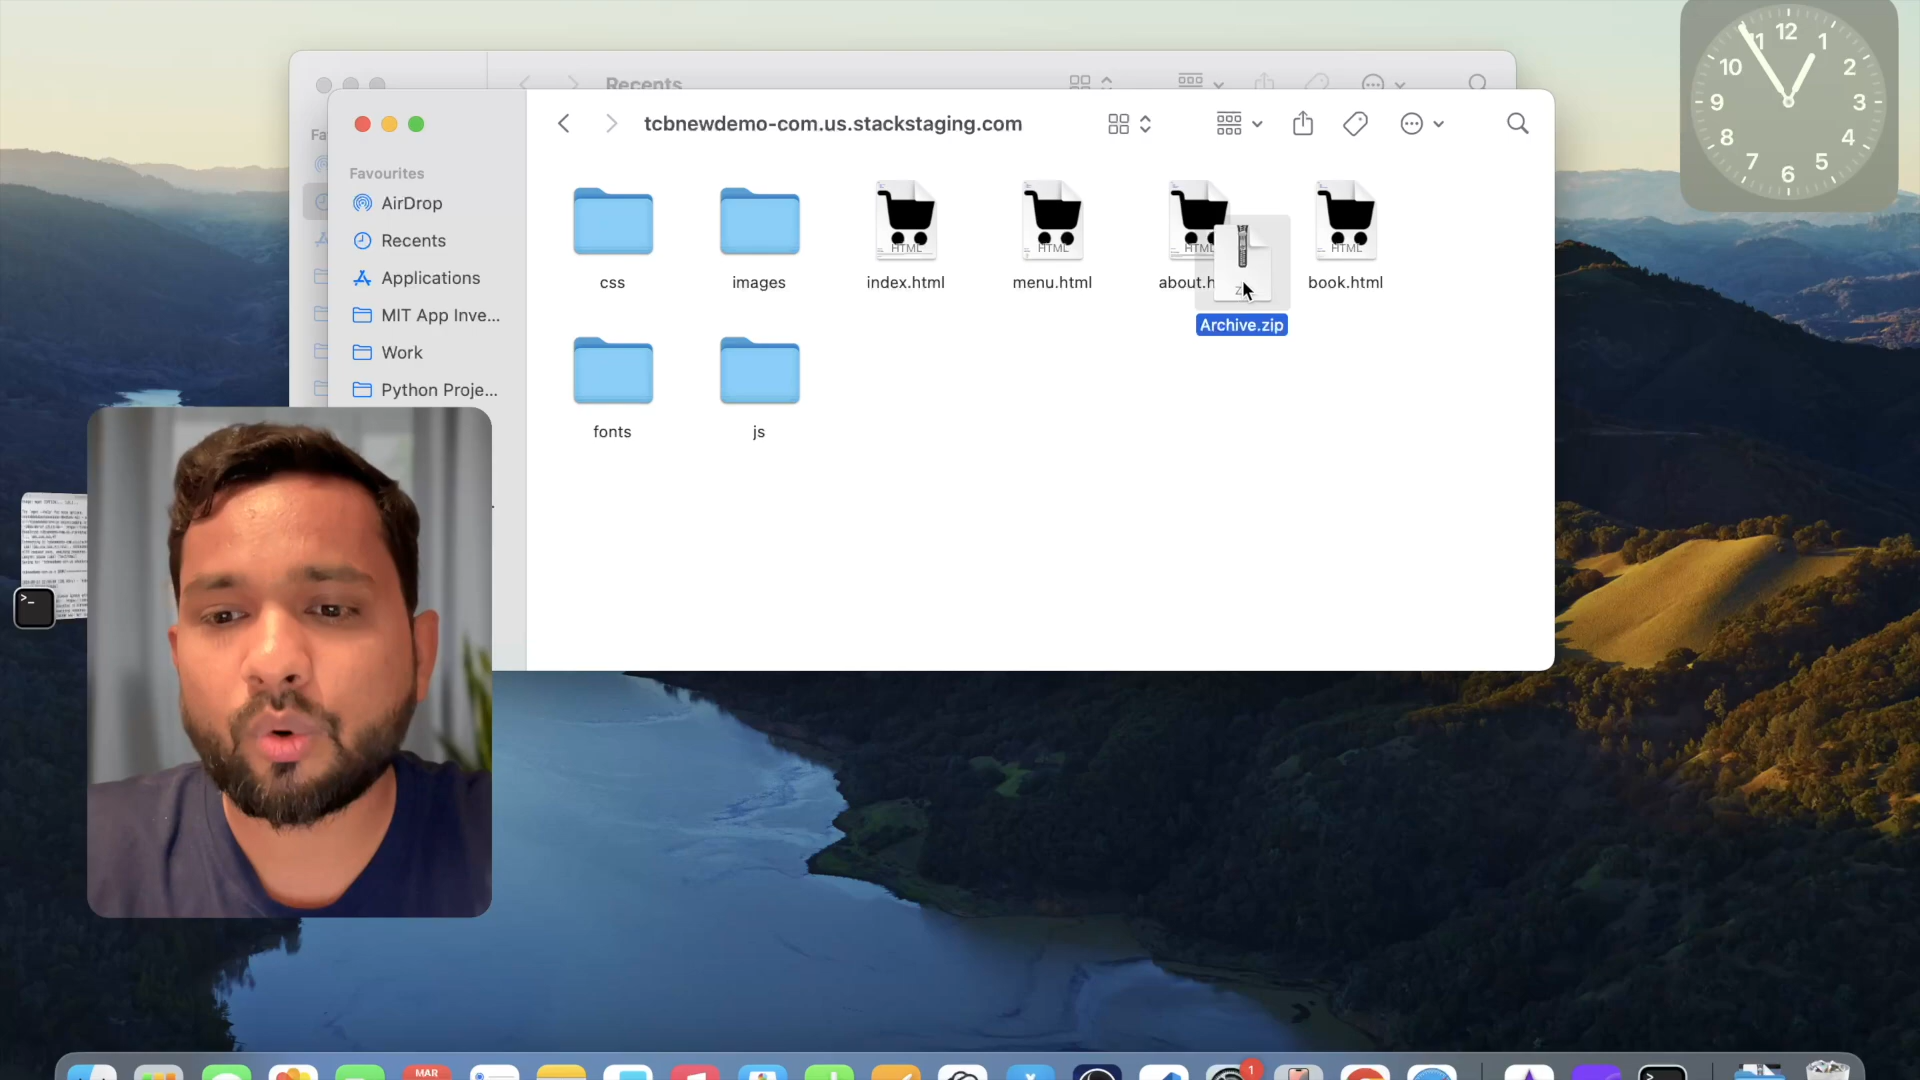 Recents
tcbnewdemo-com.us.stackstaging.com
Favourites
AirDrop
Recents
Applications
MIT App Inve...
Work
Python Proje...
css
images
HTML
index.html
HTML
menu.html
HTML
about.h
HTML
book.html
Archive.zip
fonts
js
12
1
2
3
4
5
6
7
8
9
10
11
MAR
1